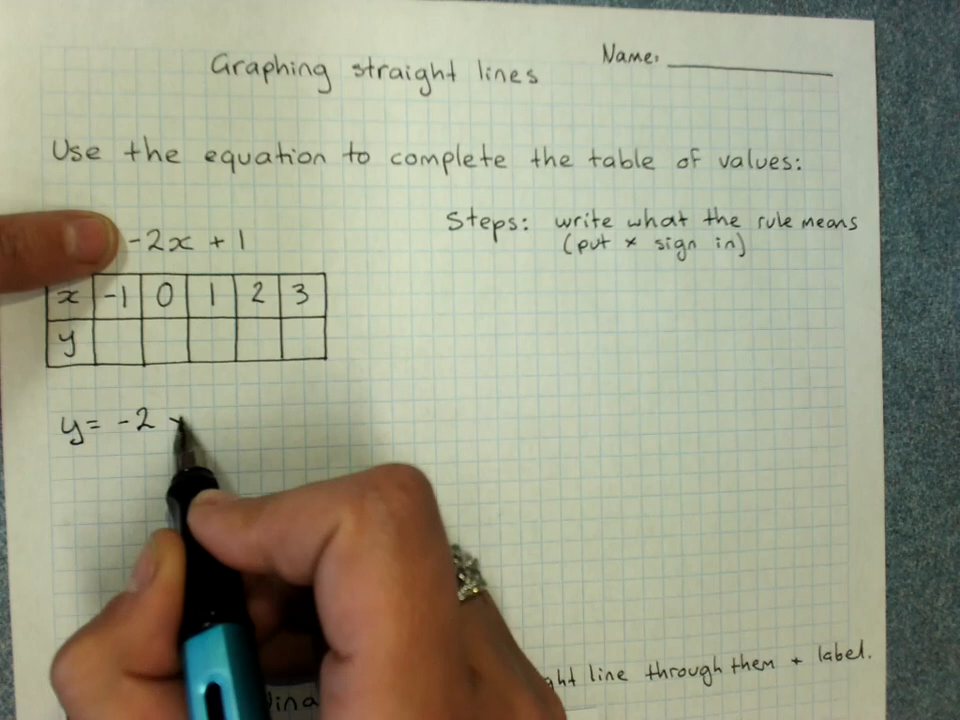 Graphing straight lines
Name:
Use the equation to complete the table of values:
-2x + 1
Steps: write what the rule means
(put × sign in)
x -1 0 1 2 3
y
y = -2 ×
line through them + label.